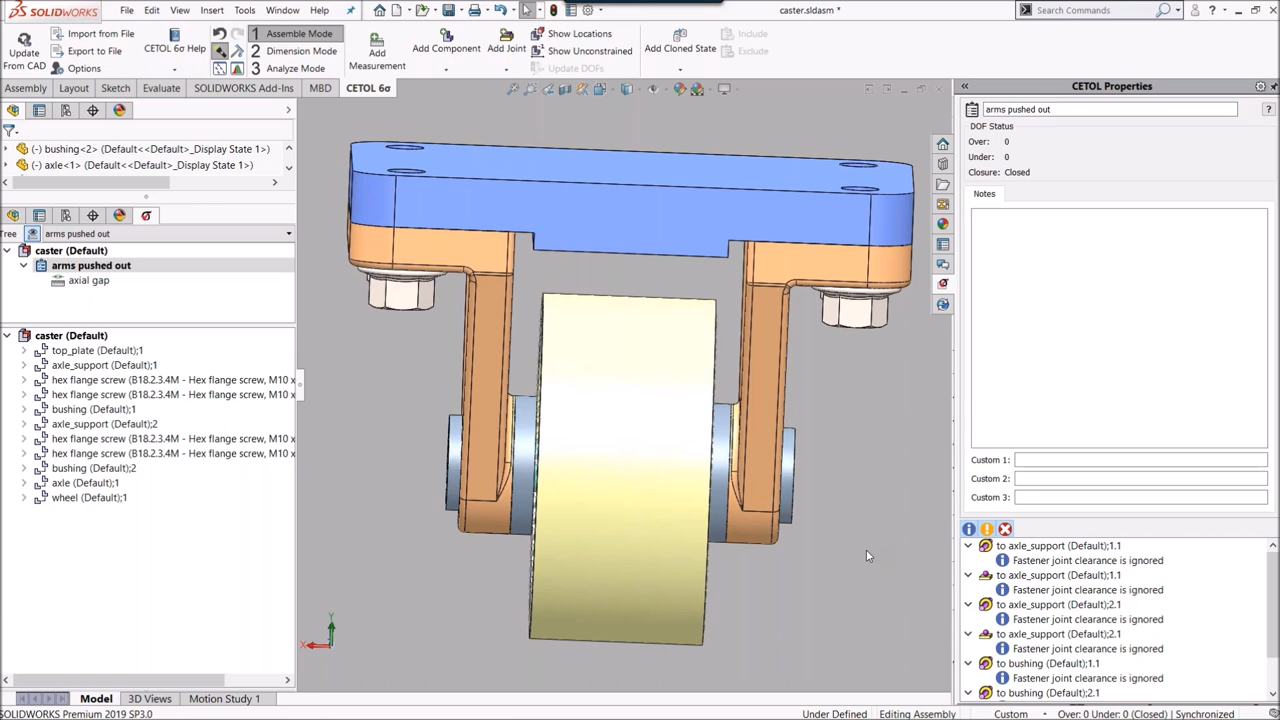 SOLIDWORKS
File Edit View Insert Tools Window Help
caster.sldasm *
Search Commands
Update From CAD
Import from File
Export to File
Options
CETOL 6σ Help
1 Assemble Mode
2 Dimension Mode
3 Analyze Mode
Add Measurement
Add Component
Add Joint
Show Locations
Show Unconstrained
Update DOFs
Add Cloned State
Include
Exclude
Assembly Layout Sketch Evaluate SOLIDWORKS Add-Ins MBD CETOL 6σ
(-) bushing<2> (Default<<Default>_Display State 1>)
(-) axle<1> (Default<<Default>_Display State 1>)
Tree arms pushed out
caster (Default)
arms pushed out
axial gap
caster (Default)
top_plate (Default);1
axle_support (Default);1
hex flange screw (B18.2.3.4M - Hex flange screw, M10 x
hex flange screw (B18.2.3.4M - Hex flange screw, M10 x
bushing (Default);1
axle_support (Default);2
hex flange screw (B18.2.3.4M - Hex flange screw, M10 x
hex flange screw (B18.2.3.4M - Hex flange screw, M10 x
bushing (Default);2
axle (Default);1
wheel (Default);1
Y
X
CETOL Properties
arms pushed out
DOF Status
Over: 0
Under: 0
Closure: Closed
Notes
Custom 1:
Custom 2:
Custom 3:
to axle_support (Default);1.1
Fastener joint clearance is ignored
to axle_support (Default);1.1
Fastener joint clearance is ignored
to axle_support (Default);2.1
Fastener joint clearance is ignored
to axle_support (Default);2.1
Fastener joint clearance is ignored
to bushing (Default);1.1
Fastener joint clearance is ignored
to bushing (Default);2.1
Model 3D Views Motion Study 1
SOLIDWORKS Premium 2019 SP3.0
Under Defined Editing Assembly Custom Over: 0 Under: 0 (Closed) | Synchronized